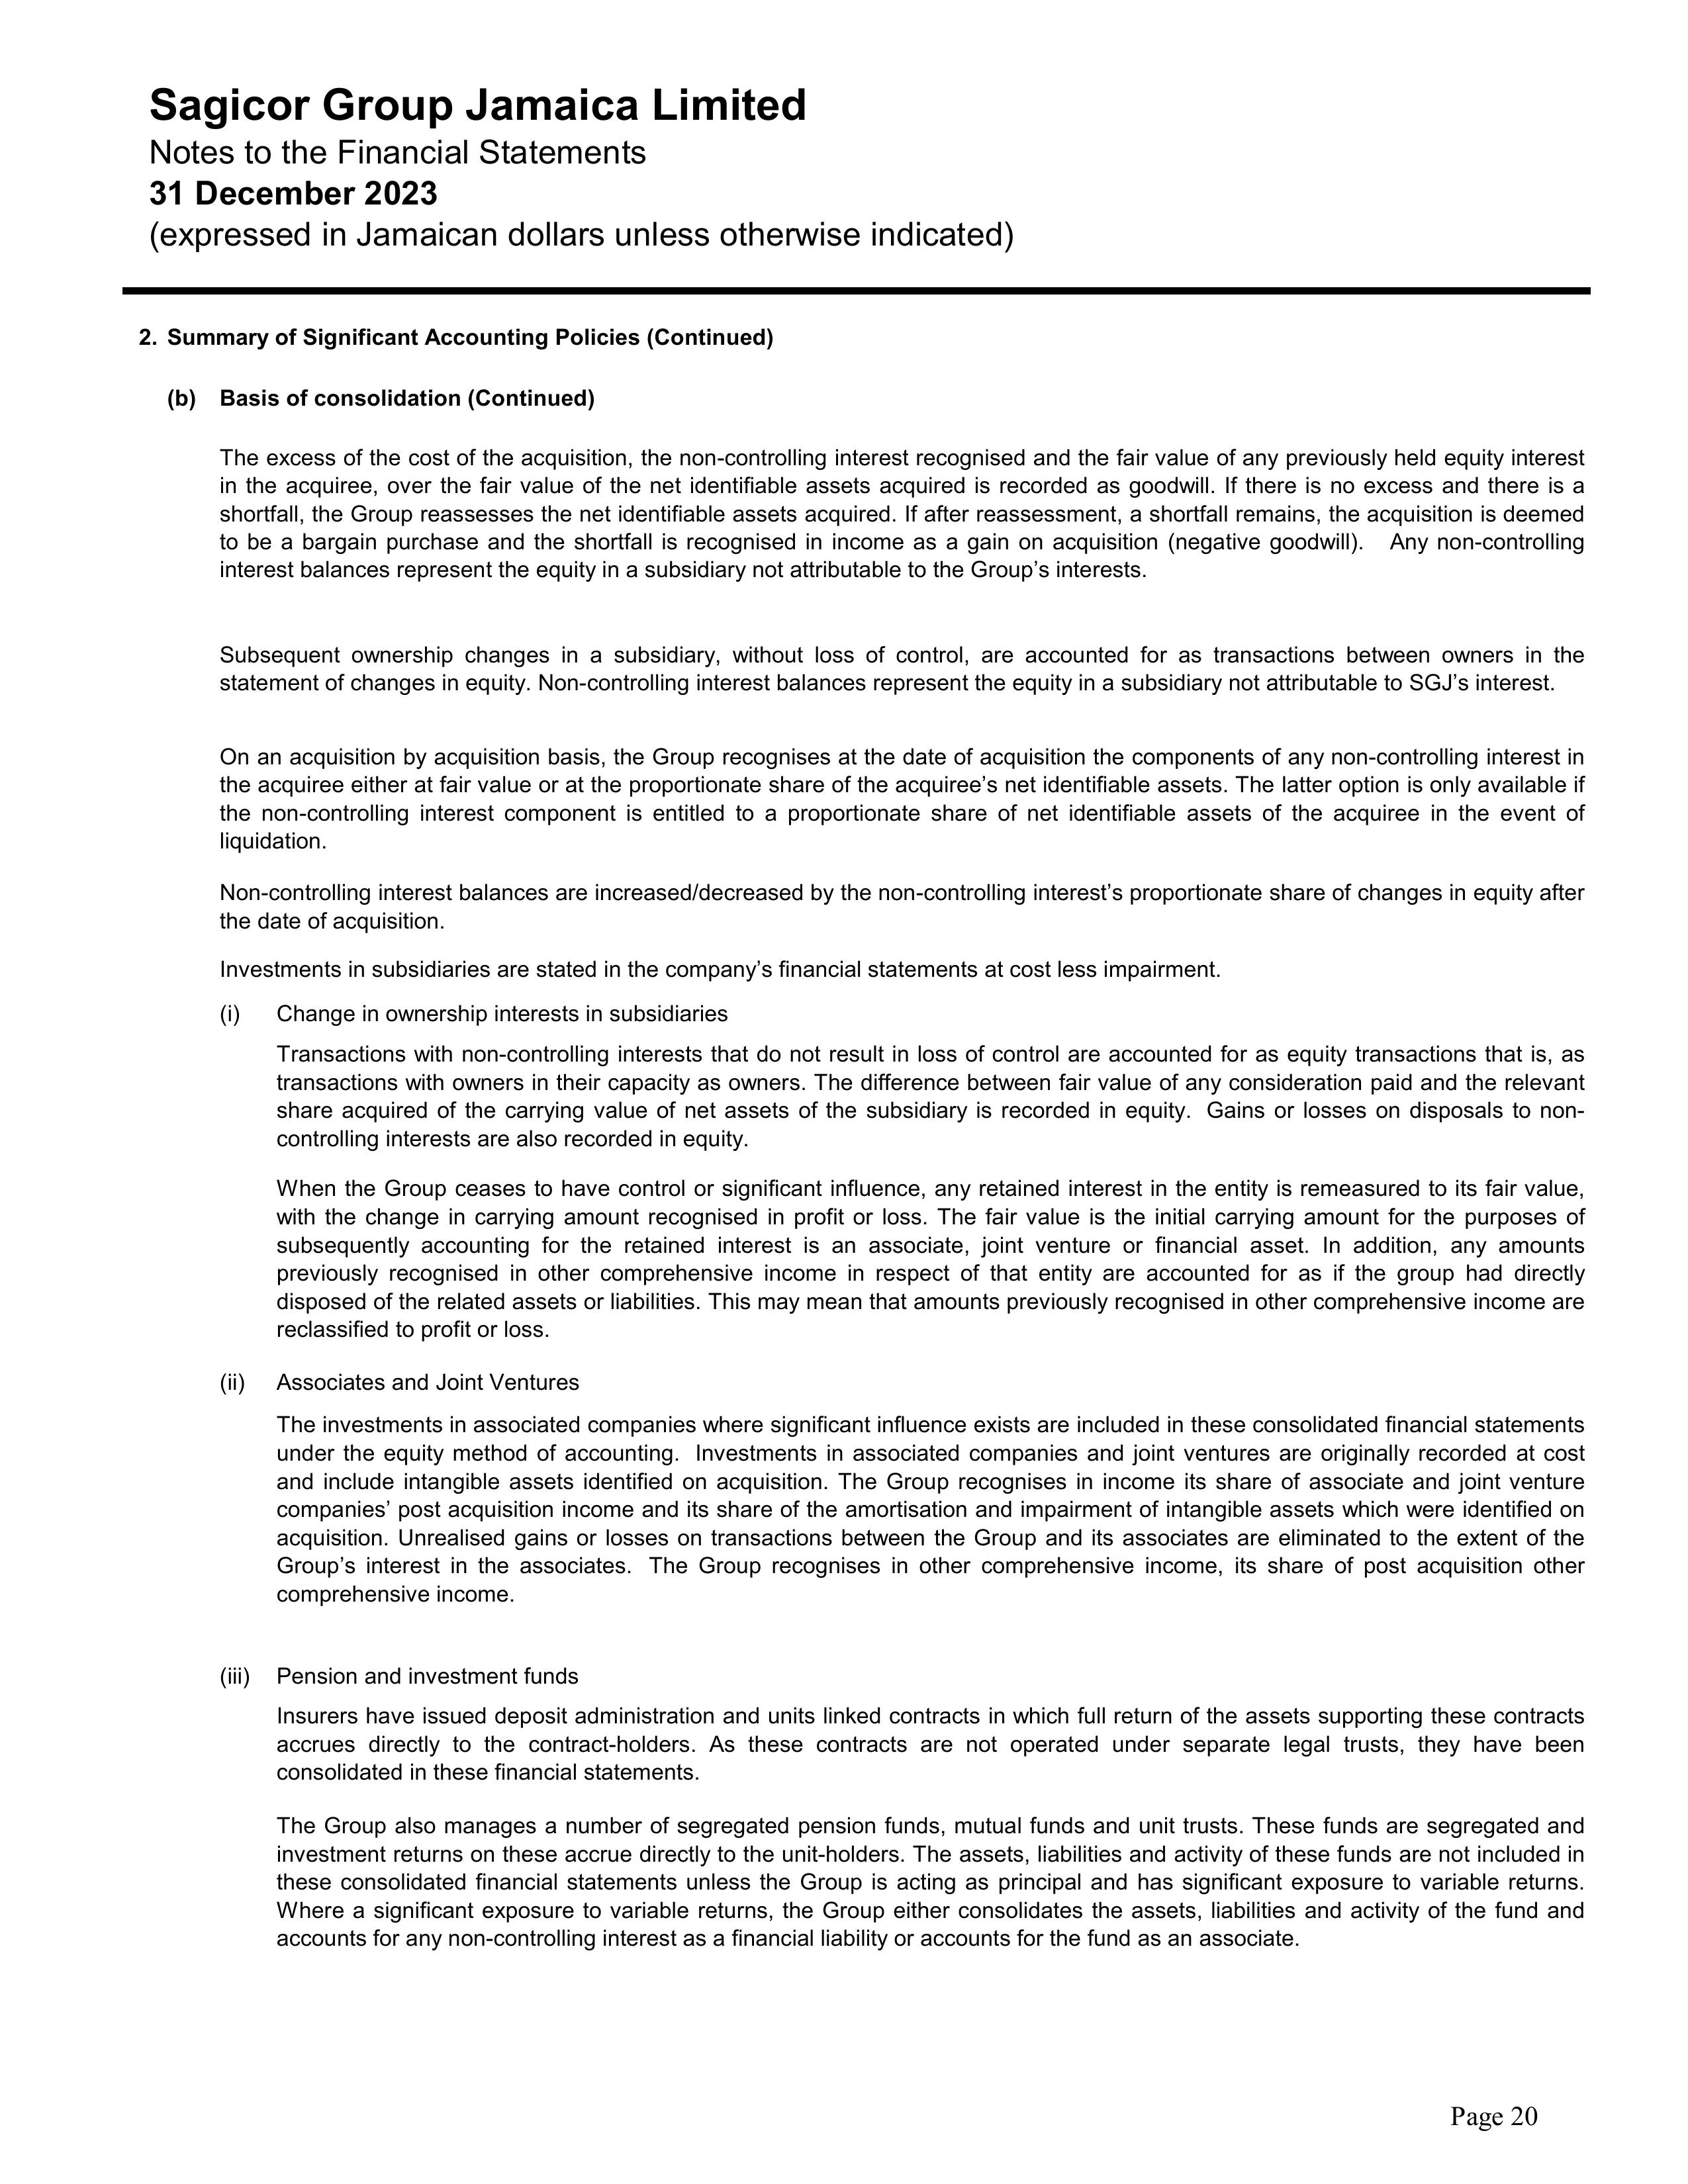 Sagicor Group Jamaica Limited
Notes to the Financial Statements
31 December 2023
(expressed in Jamaican dollars unless otherwise indicated)
2. Summary of Significant Accounting Policies (Continued)
(b) Basis of consolidation (Continued)
The excess of the cost of the acquisition, the non-controlling interest recognised and the fair value of any previously held equity interest
in the acquiree, over the fair value of the net identifiable assets acquired is recorded as goodwill. If there is no excess and there is a
shortfall, the Group reassesses the net identifiable assets acquired. If after reassessment, a shortfall remains, the acquisition is deemed
to be a bargain purchase and the shortfall is recognised in income as a gain on acquisition (negative goodwill). Any non-controlling
interest balances represent the equity in a subsidiary not attributable to the Group’s interests.
Subsequent ownership changes in a subsidiary, without loss of control, are accounted for as transactions between owners in the
statement of changes in equity. Non-controlling interest balances represent the equity in a subsidiary not attributable to SGJ’s interest.
On an acquisition by acquisition basis, the Group recognises at the date of acquisition the components of any non-controlling interest in
the acquiree either at fair value or at the proportionate share of the acquiree’s net identifiable assets. The latter option is only available if
the non-controlling interest component is entitled to a proportionate share of net identifiable assets of the acquiree in the event of
liquidation.
Non-controlling interest balances are increased/decreased by the non-controlling interest’s proportionate share of changes in equity after
the date of acquisition.
Investments in subsidiaries are stated in the company’s financial statements at cost less impairment.
(i) Change in ownership interests in subsidiaries
Transactions with non-controlling interests that do not result in loss of control are accounted for as equity transactions that is, as
transactions with owners in their capacity as owners. The difference between fair value of any consideration paid and the relevant
share acquired of the carrying value of net assets of the subsidiary is recorded in equity. Gains or losses on disposals to non-
controlling interests are also recorded in equity.
When the Group ceases to have control or significant influence, any retained interest in the entity is remeasured to its fair value,
with the change in carrying amount recognised in profit or loss. The fair value is the initial carrying amount for the purposes of
subsequently accounting for the retained interest is an associate, joint venture or financial asset. In addition, any amounts
previously recognised in other comprehensive income in respect of that entity are accounted for as if the group had directly
disposed of the related assets or liabilities. This may mean that amounts previously recognised in other comprehensive income are
reclassified to profit or loss.
(ii) Associates and Joint Ventures
The investments in associated companies where significant influence exists are included in these consolidated financial statements
under the equity method of accounting. Investments in associated companies and joint ventures are originally recorded at cost
and include intangible assets identified on acquisition. The Group recognises in income its share of associate and joint venture
companies’ post acquisition income and its share of the amortisation and impairment of intangible assets which were identified on
acquisition. Unrealised gains or losses on transactions between the Group and its associates are eliminated to the extent of the
Group’s interest in the associates. The Group recognises in other comprehensive income, its share of post acquisition other
comprehensive income.
(iii) Pension and investment funds
Insurers have issued deposit administration and units linked contracts in which full return of the assets supporting these contracts
accrues directly to the contract-holders. As these contracts are not operated under separate legal trusts, they have been
consolidated in these financial statements.
The Group also manages a number of segregated pension funds, mutual funds and unit trusts. These funds are segregated and
investment returns on these accrue directly to the unit-holders. The assets, liabilities and activity of these funds are not included in
these consolidated financial statements unless the Group is acting as principal and has significant exposure to variable returns.
Where a significant exposure to variable returns, the Group either consolidates the assets, liabilities and activity of the fund and
accounts for any non-controlling interest as a financial liability or accounts for the fund as an associate.
Page 20